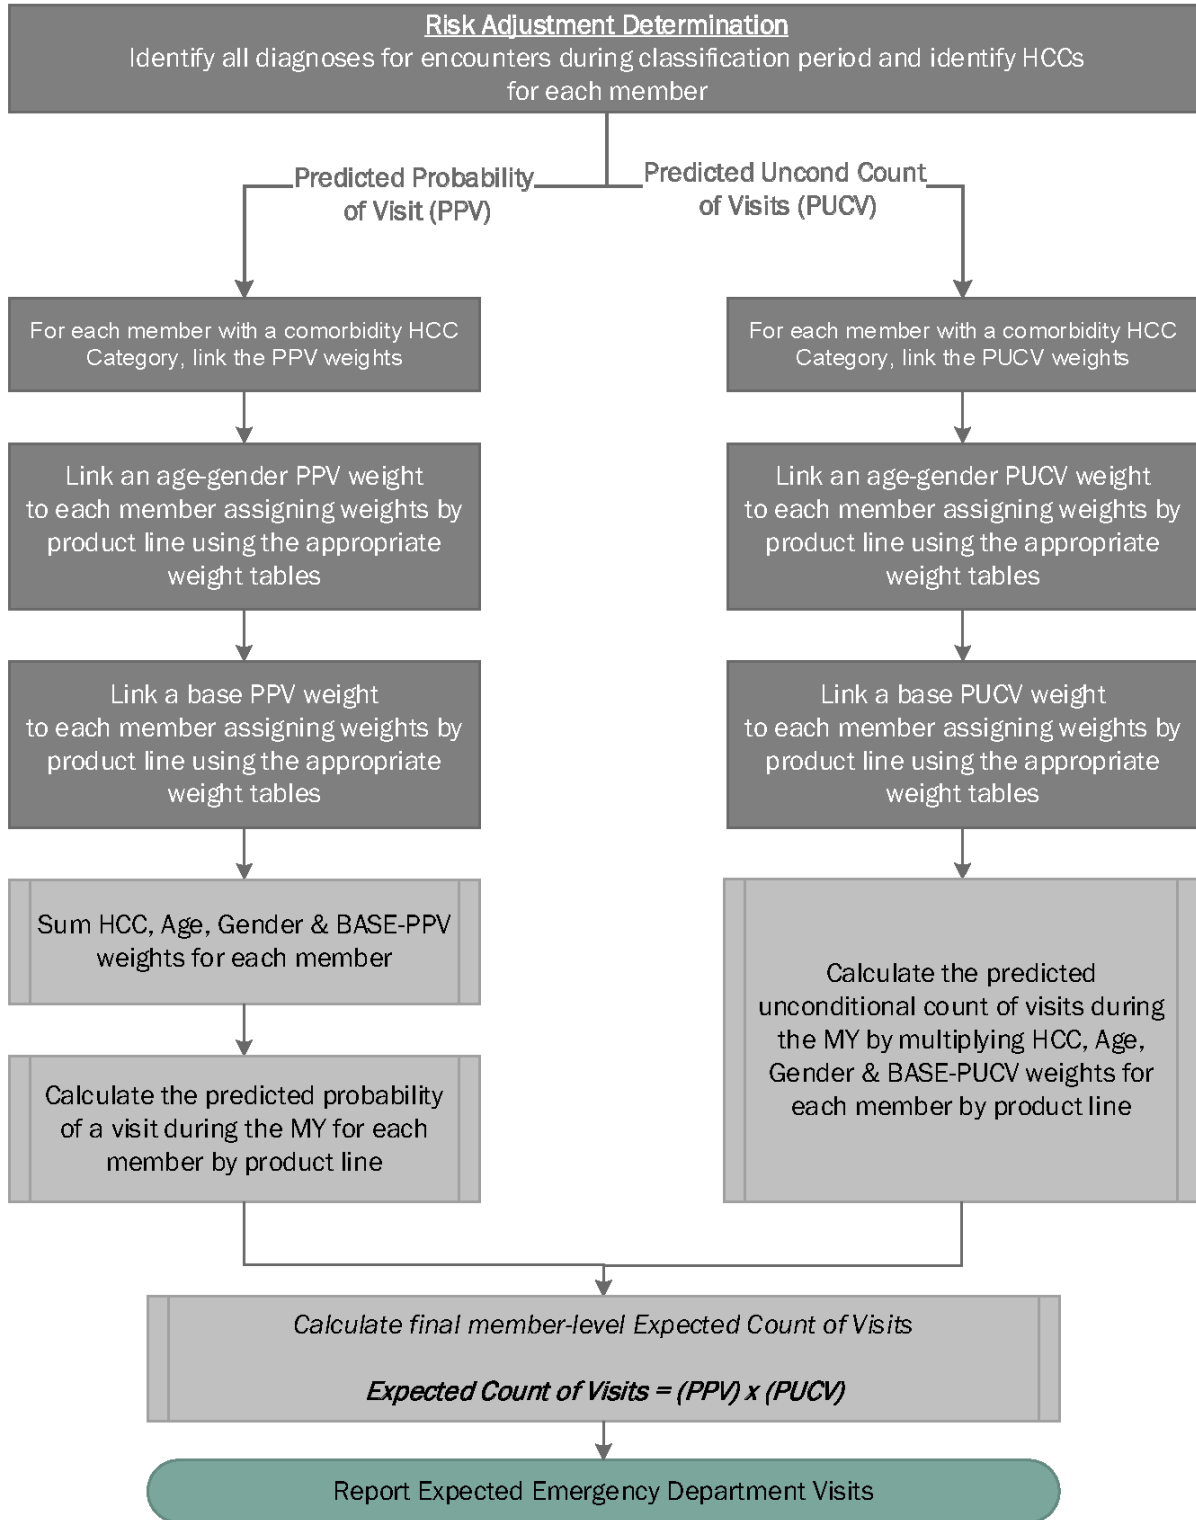 Risk Adjustment Determination
Identify all diagnoses for encounters during classification period and identify HCCs
for each member
Predicted Probability
of Visit (PPV)
Predicted Uncond Count
of Visits (PUCV)
For each member with a comorbidity HCC
Category, link the PPV weights
For each member with a comorbidity HCC
Category, link the PUCV weights
Link an age-gender PPV weight
to each member assigning weights by
product line using the appropriate
weight tables
Link an age-gender PUCV weight
to each member assigning weights by
product line using the appropriate
weight tables
Link a base PPV weight
to each member assigning weights by
product line using the appropriate
weight tables
Link a base PUCV weight
to each member assigning weights by
product line using the appropriate
weight tables
Sum HCC, Age, Gender & BASE-PPV
weights for each member
Calculate the predicted probability
of a visit during the MY for each
member by product line
Calculate the predicted
unconditional count of visits during
the MY by multiplying HCC, Age,
Gender & BASE-PUCV weights for
each member by product line
Calculate final member-level Expected Count of Visits
Expected Count of Visits = (PPV) x (PUCV)
Report Expected Emergency Department Visits